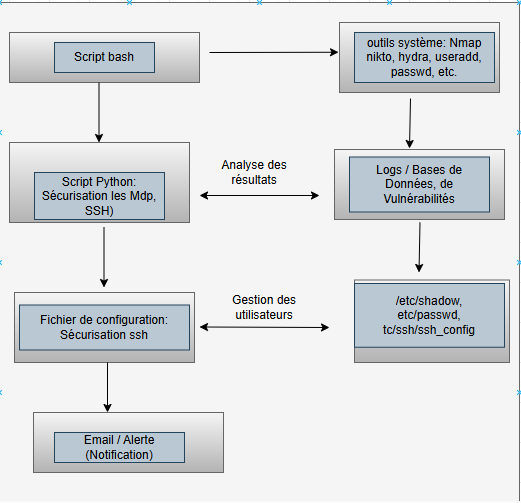 Script bash
outils système: Nmap
nikto, hydra, useradd,
passwd, etc.
Script Python:
Sécurisation les Mdp,
SSH)
Analyse des
résultats
Logs / Bases de
Données, de
Vulnérabilités
Fichier de configuration:
Sécurisation ssh
Gestion des
utilisateurs
/etc/shadow,
etc/passwd,
tc/ssh/ssh_config
Email / Alerte
(Notification)